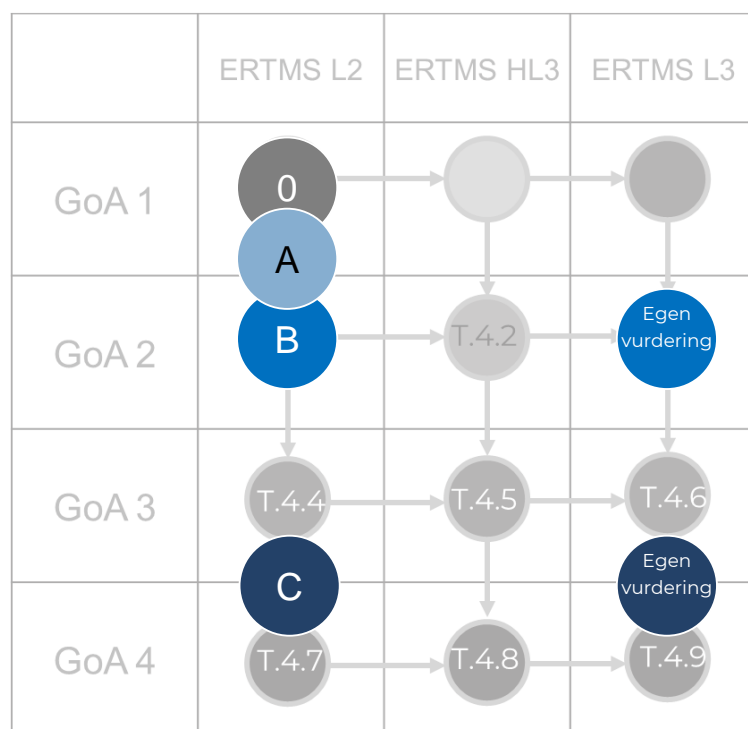 ERTMS L2 ERTMS HL3 ERTMS L3
GoA 1
0
A
GoA 2
B
T.4.2
Egen
vurdering
GoA 3
T.4.4
T.4.5
T.4.6
C
Egen
vurdering
GoA 4
T.4.7
T.4.8
T.4.9